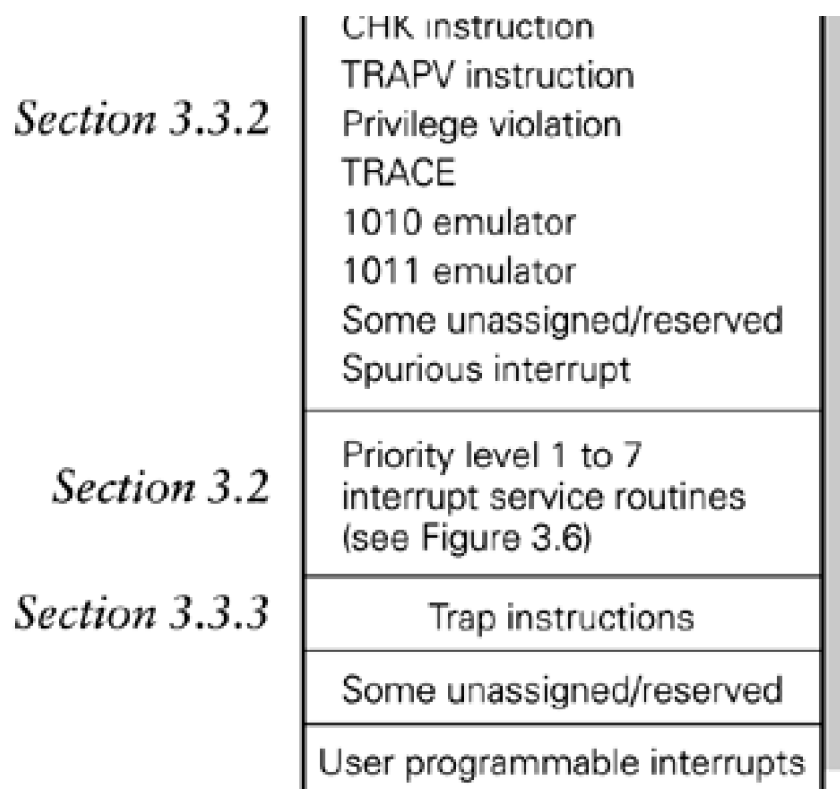 CHK instruction
TRAPV instruction
Section 3.3.2
Privilege violation
TRACE
1010 emulator
1011 emulator
Some unassigned/reserved
Spurious interrupt
Section 3.2
Priority level 1 to 7
interrupt service routines
(see Figure 3.6)
Section 3.3.3
Trap instructions
Some unassigned/reserved
User programmable interrupts